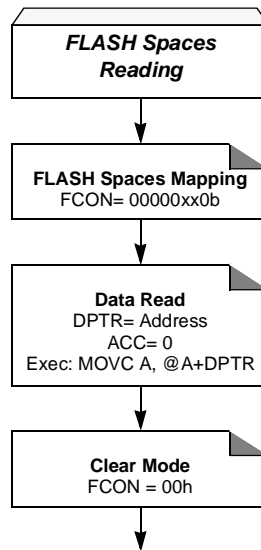 FLASH Spaces
Reading
FLASH Spaces Mapping
FCON= 00000xx0b
Data Read
DPTR= Address
ACC= 0
Exec: MOVC A, @A+DPTR
Clear Mode
FCON = 00h